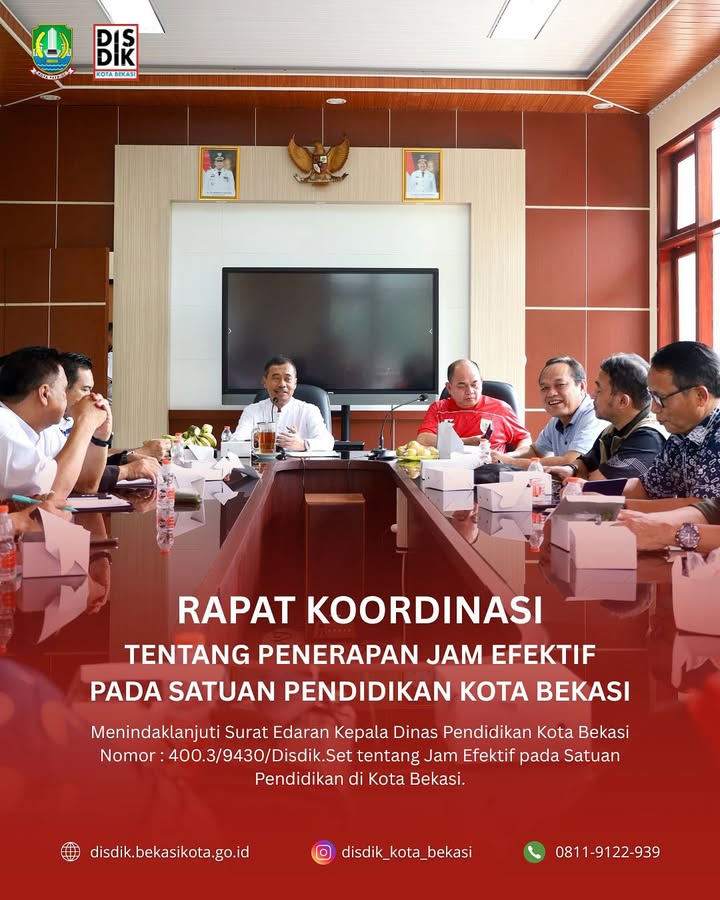 DIS
DIK
KOTA BEKASI
RAPAT KOORDINASI
TENTANG PENERAPAN JAM EFEKTIF
PADA SATUAN PENDIDIKAN KOTA BEKASI
Menindaklanjuti Surat Edaran Kepala Dinas Pendidikan Kota Bekasi
Nomor : 400.3/9430/Disdik.Set tentang Jam Efektif pada Satuan
Pendidikan di Kota Bekasi.
disdik.bekasikota.go.id
disdik_kota_bekasi
0811-9122-939